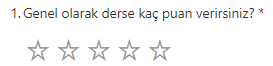 1. Genel olarak derse kaç puan verirsiniz? *